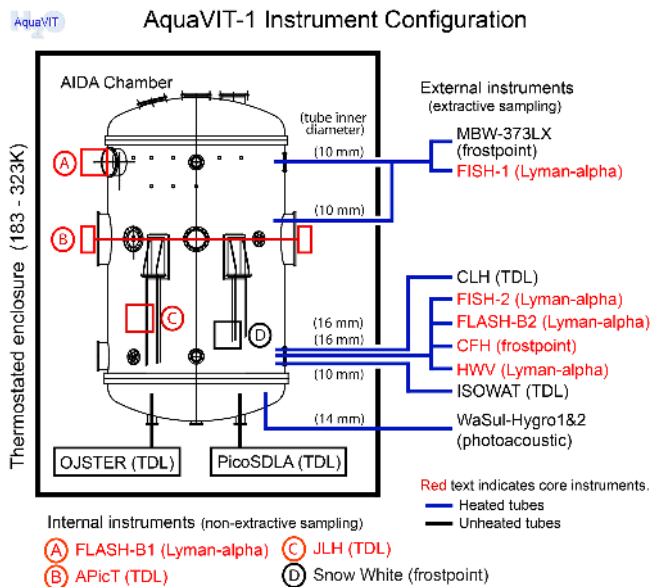 AquaVIT
AquaVIT-1 Instrument Configuration
AIDA Chamber
External instruments
(extractive sampling)
(tube inner
diameter)
(10 mm)
MBW-373LX
(frostpoint)
A
FISH-1 (Lyman-alpha)
Thermostated enclosure (183 - 323K)
(10 mm)
B
CLH (TDL)
FISH-2 (Lyman-alpha)
C
D
(16 mm)
FLASH-B2 (Lyman-alpha)
(16 mm)
CFH (frostpoint)
HWV (Lyman-alpha)
(10 mm)
ISOWAT (TDL)
(14 mm)
WaSul-Hygro1&2
(photoacoustic)
OJSTER (TDL)
PicoSDLA (TDL)
Red text indicates core instruments.
Heated tubes
Unheated tubes
Internal instruments (non-extractive sampling)
A FLASH-B1 (Lyman-alpha)
C JLH (TDL)
B APicT (TDL)
D Snow White (frostpoint)